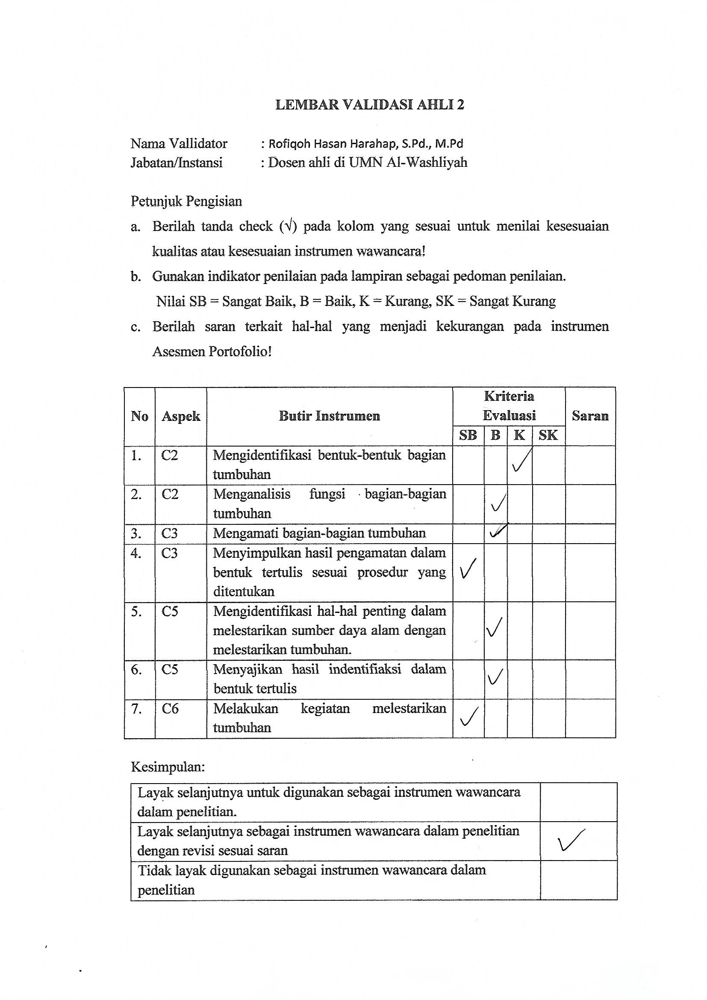 LEMBAR VALIDASI AHLI 2
Nama Vallidator : Rofiqoh Hasan Harahap, S.Pd., M.Pd
Jabatan/Instansi : Dosen ahli di UMN Al-Washliyah
Petunjuk Pengisian
a. Berilah tanda check (√) pada kolom yang sesuai untuk menilai kesesuaian
kualitas atau kesesuaian instrumen wawancara!
b. Gunakan indikator penilaian pada lampiran sebagai pedoman penilaian.
Nilai SB = Sangat Baik, B = Baik, K = Kurang, SK = Sangat Kurang
c. Berilah saran terkait hal-hal yang menjadi kekurangan pada instrumen
Asesmen Portofolio!
No Aspek Butir Instrumen Kriteria Evaluasi Saran
SB B K SK
1. C2 Mengidentifikasi bentuk-bentuk bagian ✓
tumbuhan
2. C2 Menganalisis fungsi bagian-bagian ✓
tumbuhan
3. C3 Mengamati bagian-bagian tumbuhan ✓
4. C3 Menyimpulkan hasil pengamatan dalam
bentuk tertulis sesuai prosedur yang ✓
ditentukan
5. C5 Mengidentifikasi hal-hal penting dalam
melestarikan sumber daya alam dengan ✓
melestarikan tumbuhan.
6. C5 Menyajikan hasil indentifiaksi dalam ✓
bentuk tertulis
7. C6 Melakukan kegiatan melestarikan ✓
tumbuhan
Kesimpulan:
Layak selanjutnya untuk digunakan sebagai instrumen wawancara
dalam penelitian.
Layak selanjutnya sebagai instrumen wawancara dalam penelitian ✓
dengan revisi sesuai saran
Tidak layak digunakan sebagai instrumen wawancara dalam
penelitian